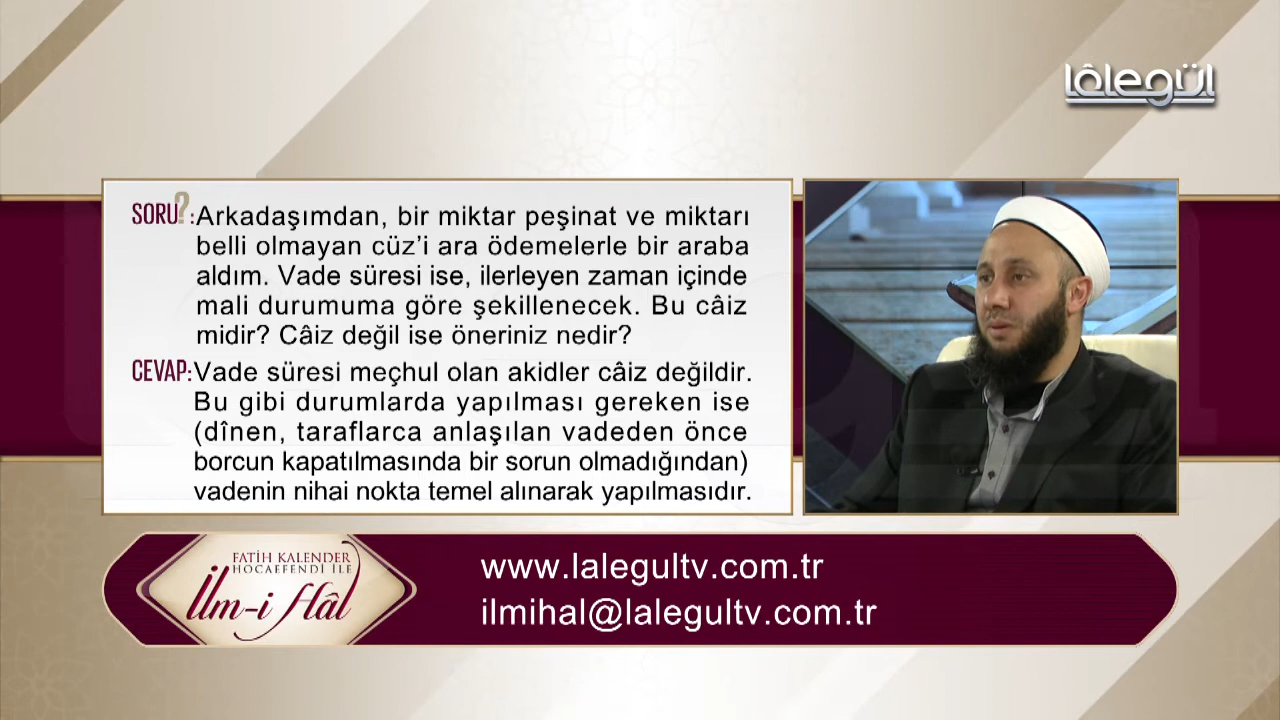 lâlegül
SORU?:Arkadaşımdan, bir miktar peşinat ve miktarı
belli olmayan cüz’i ara ödemelerle bir araba
aldım. Vade süresi ise, ilerleyen zaman içinde
mali durumuma göre şekillenecek. Bu câiz
midir? Câiz değil ise öneriniz nedir?
CEVAP:Vade süresi meçhul olan akidler câiz değildir.
Bu gibi durumlarda yapılması gereken ise
(dînen, taraflarca anlaşılan vadeden önce
borcun kapatılmasında bir sorun olmadığından)
vadenin nihai nokta temel alınarak yapılmasıdır.
FATİH KALENDER
HOCAEFENDİ İLE
İlm-i Hâl
www.lalegultv.com.tr
ilmihal@lalegultv.com.tr